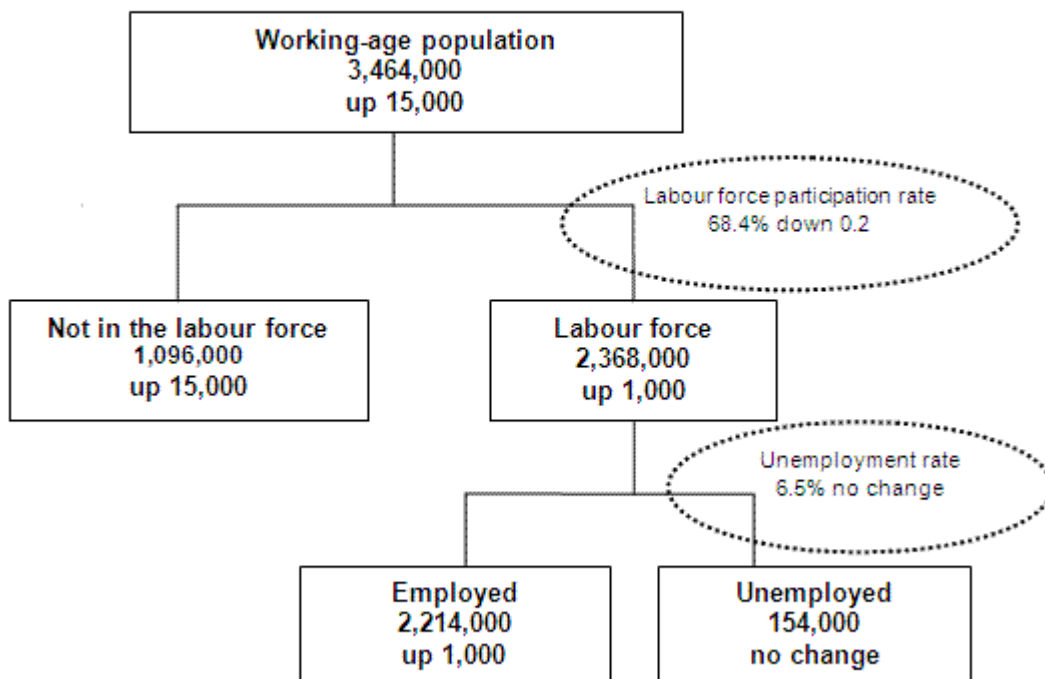 Working-age population
3,464,000
up 15,000
Labour force participation rate
68.4% down 0.2
Not in the labour force
1,096,000
up 15,000
Labour force
2,368,000
up 1,000
Unemployment rate
6.5% no change
Employed
2,214,000
up 1,000
Unemployed
154,000
no change